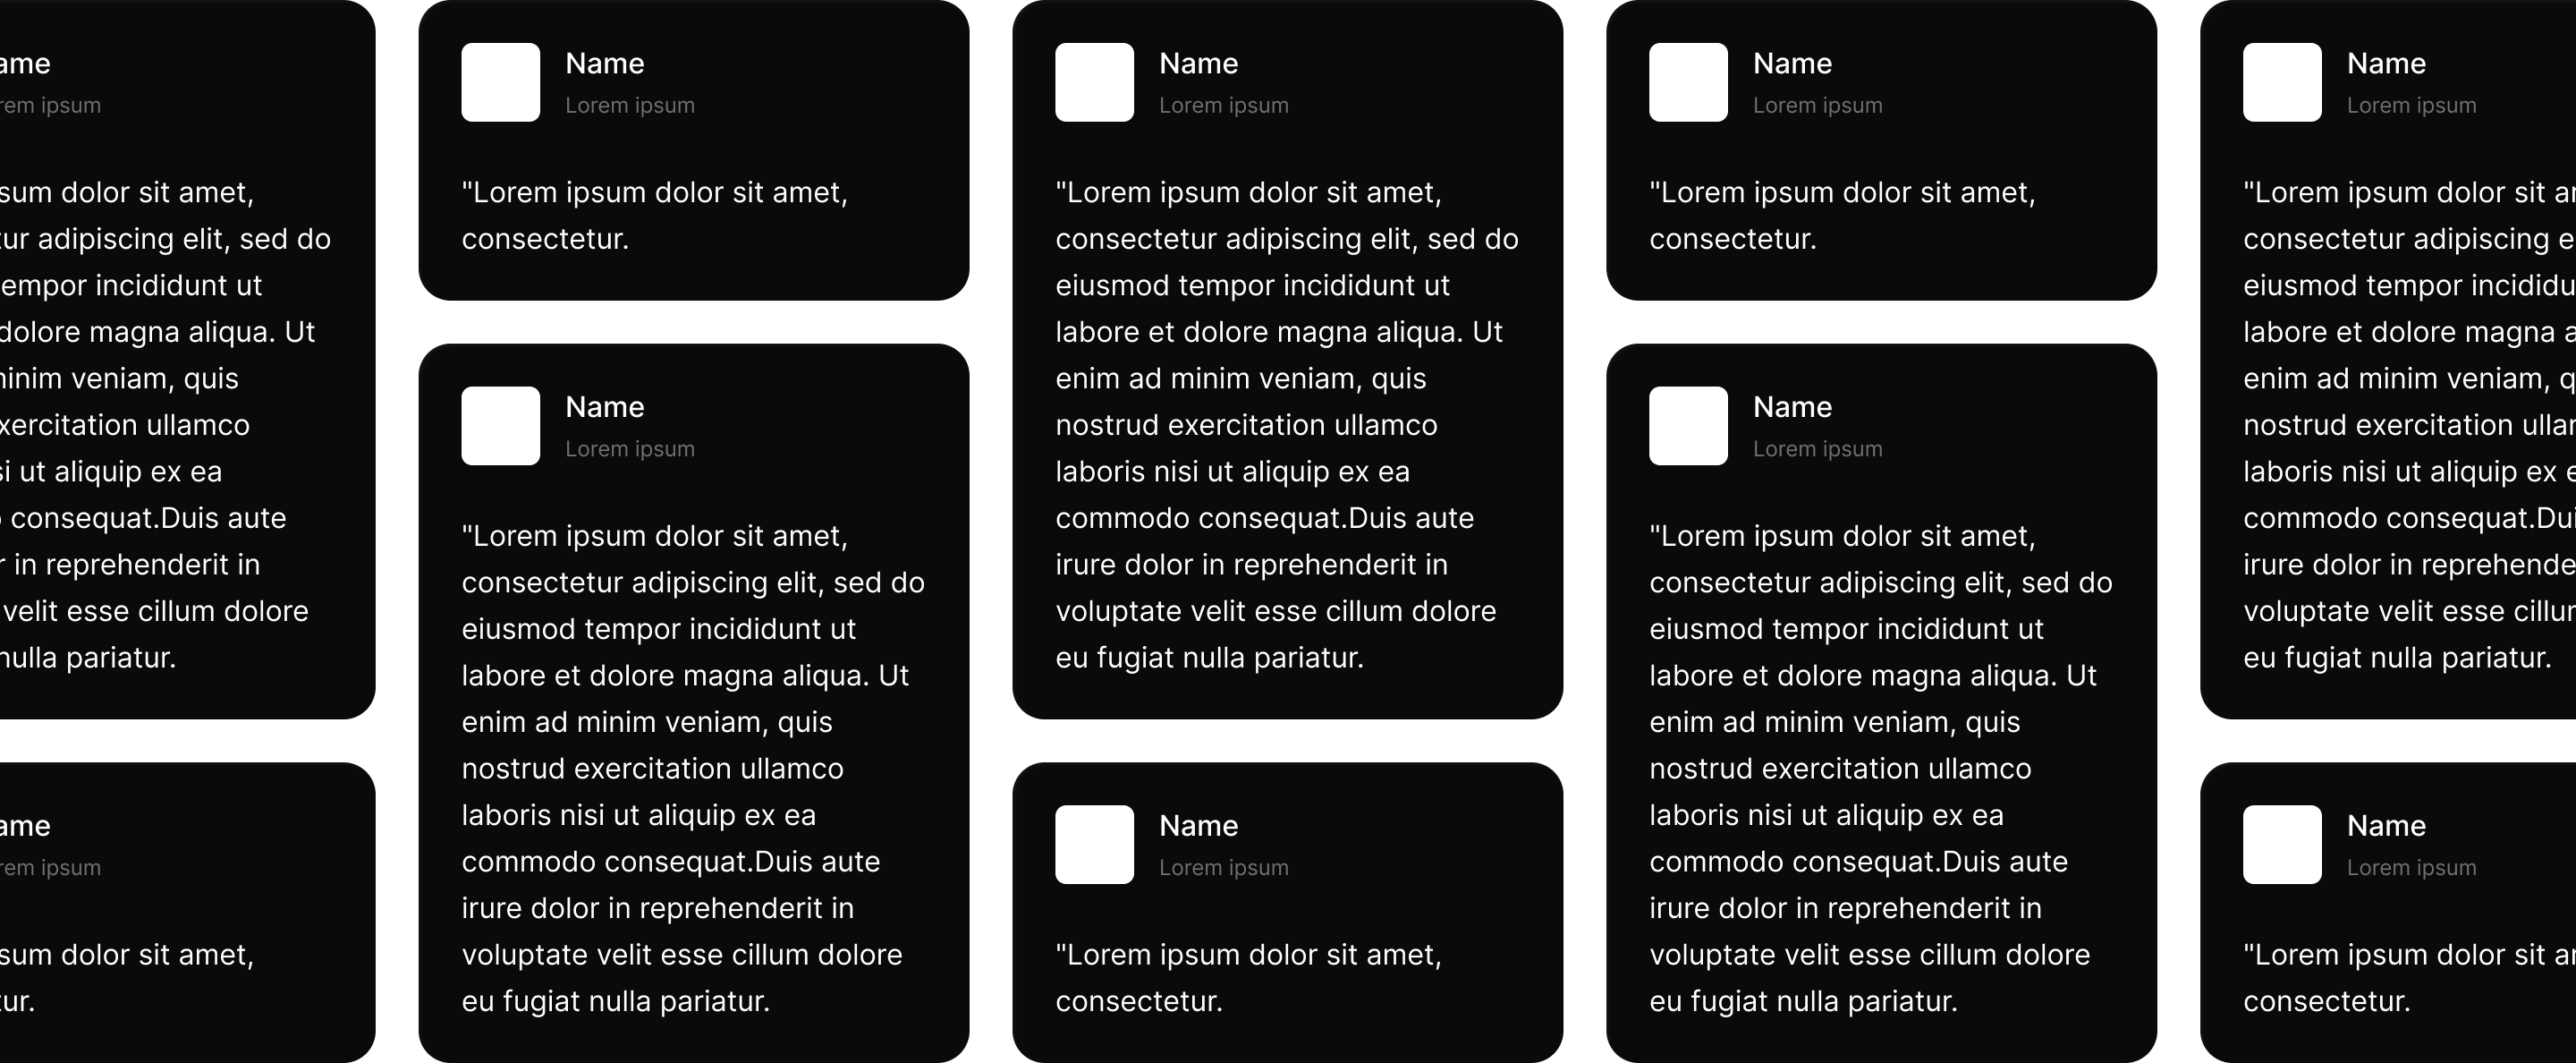 ame
rem ipsum
sum dolor sit amet,
tur adipiscing elit, sed do
empor incididunt ut
dolore magna aliqua. Ut
inim veniam, quis
xercitation ullamco
si ut aliquip ex ea
o consequat.Duis aute
r in reprehenderit in
velit esse cillum dolore
nulla pariatur.
ame
rem ipsum
sum dolor sit amet,
tur.
Name
Lorem ipsum
"Lorem ipsum dolor sit amet,
consectetur.
Name
Lorem ipsum
"Lorem ipsum dolor sit amet,
consectetur adipiscing elit, sed do
eiusmod tempor incididunt ut
labore et dolore magna aliqua. Ut
enim ad minim veniam, quis
nostrud exercitation ullamco
laboris nisi ut aliquip ex ea
commodo consequat.Duis aute
irure dolor in reprehenderit in
voluptate velit esse cillum dolore
eu fugiat nulla pariatur.
Name
Lorem ipsum
"Lorem ipsum dolor sit amet,
consectetur adipiscing elit, sed do
eiusmod tempor incididunt ut
labore et dolore magna aliqua. Ut
enim ad minim veniam, quis
nostrud exercitation ullamco
laboris nisi ut aliquip ex ea
commodo consequat.Duis aute
irure dolor in reprehenderit in
voluptate velit esse cillum dolore
eu fugiat nulla pariatur.
Name
Lorem ipsum
"Lorem ipsum dolor sit amet,
consectetur.
Name
Lorem ipsum
"Lorem ipsum dolor sit amet,
consectetur.
Name
Lorem ipsum
"Lorem ipsum dolor sit amet,
consectetur adipiscing elit, sed do
eiusmod tempor incididunt ut
labore et dolore magna aliqua. Ut
enim ad minim veniam, quis
nostrud exercitation ullamco
laboris nisi ut aliquip ex ea
commodo consequat.Duis aute
irure dolor in reprehenderit in
voluptate velit esse cillum dolore
eu fugiat nulla pariatur.
Name
Lorem ipsum
"Lorem ipsum dolor sit a
consectetur adipiscing e
eiusmod tempor incididu
labore et dolore magna a
enim ad minim veniam, q
nostrud exercitation ulla
laboris nisi ut aliquip ex e
commodo consequat.Dui
irure dolor in reprehende
voluptate velit esse cillu
eu fugiat nulla pariatur.
Name
Lorem ipsum
"Lorem ipsum dolor sit a
consectetur.